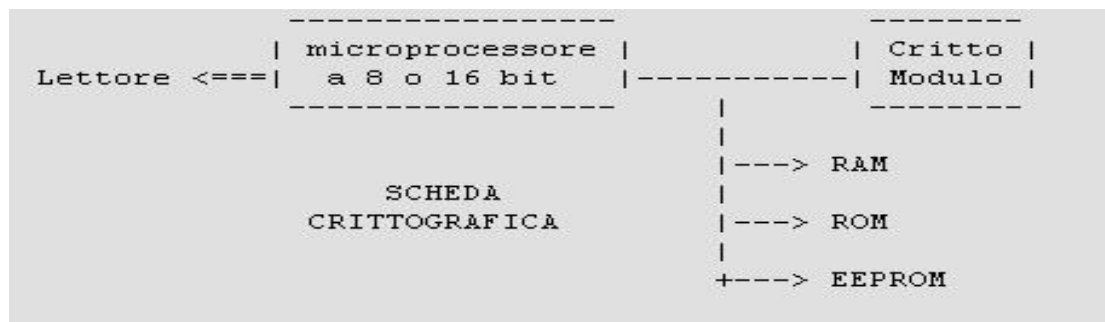 -----------------          --------
| microprocessore |            | Critto |
Lettore <===| a 8 o 16 bit |-----------| Modulo |
-----------------     |     --------
|
|---> RAM
SCHEDA |
CRITTOGRAFICA |---> ROM
|
+---> EEPROM